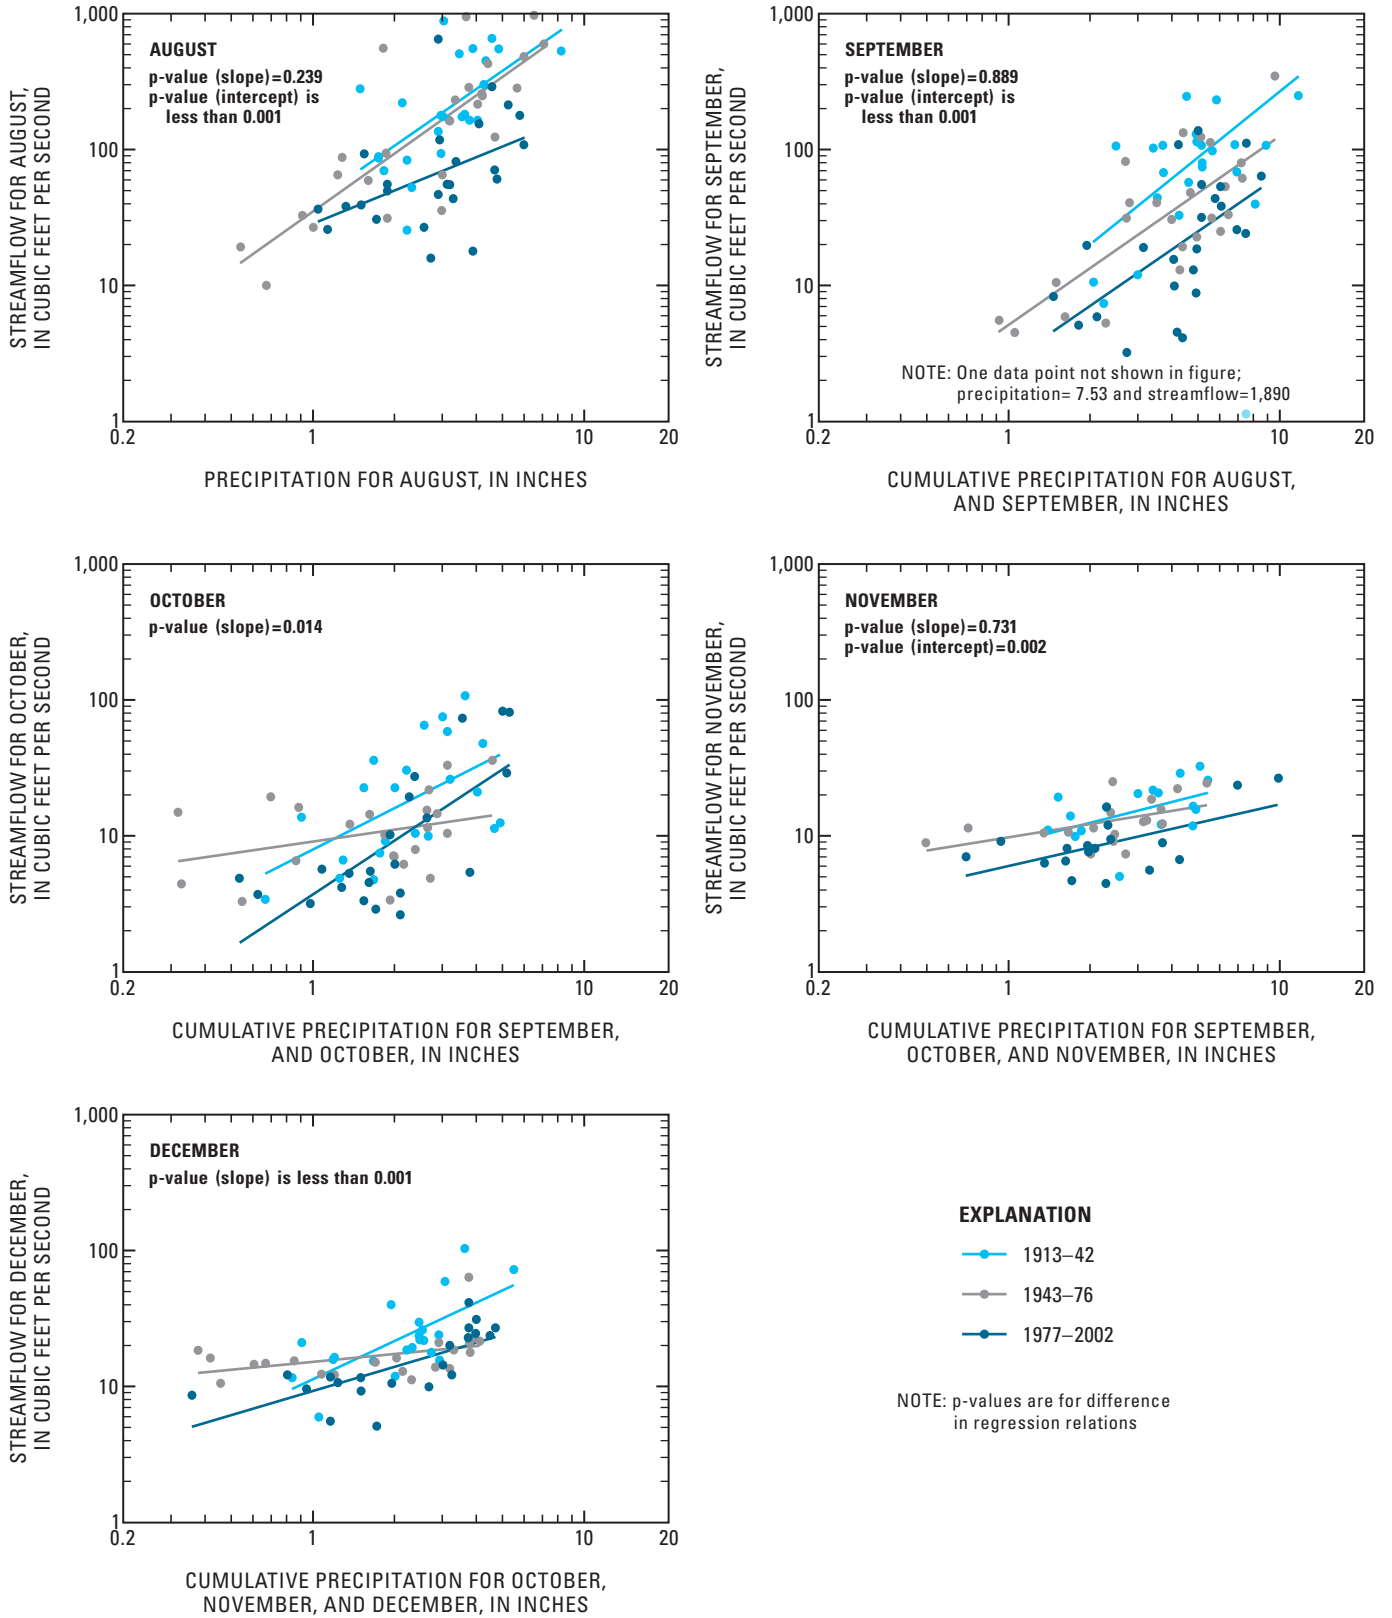 AUGUST
p-value (slope)=0.239
p-value (intercept) is
less than 0.001
STREAMFLOW FOR AUGUST,
IN CUBIC FEET PER SECOND
1,000
100
10
1
0.2
1
10
20
PRECIPITATION FOR AUGUST, IN INCHES
SEPTEMBER
p-value (slope)=0.889
p-value (intercept) is
less than 0.001
STREAMFLOW FOR SEPTEMBER,
IN CUBIC FEET PER SECOND
1,000
100
10
1
NOTE: One data point not shown in figure;
precipitation= 7.53 and streamflow=1,890
0.2
1
10
20
CUMULATIVE PRECIPITATION FOR AUGUST,
AND SEPTEMBER, IN INCHES
OCTOBER
p-value (slope)=0.014
STREAMFLOW FOR OCTOBER,
IN CUBIC FEET PER SECOND
1,000
100
10
1
0.2
1
10
20
CUMULATIVE PRECIPITATION FOR SEPTEMBER,
AND OCTOBER, IN INCHES
NOVEMBER
p-value (slope)=0.731
p-value (intercept)=0.002
STREAMFLOW FOR NOVEMBER,
IN CUBIC FEET PER SECOND
1,000
100
10
1
0.2
1
10
20
CUMULATIVE PRECIPITATION FOR SEPTEMBER,
OCTOBER, AND NOVEMBER, IN INCHES
DECEMBER
p-value (slope) is less than 0.001
STREAMFLOW FOR DECEMBER,
IN CUBIC FEET PER SECOND
1,000
100
10
1
0.2
1
10
20
CUMULATIVE PRECIPITATION FOR OCTOBER,
NOVEMBER, AND DECEMBER, IN INCHES
EXPLANATION
1913–42
1943–76
1977–2002
NOTE: p-values are for difference
in regression relations